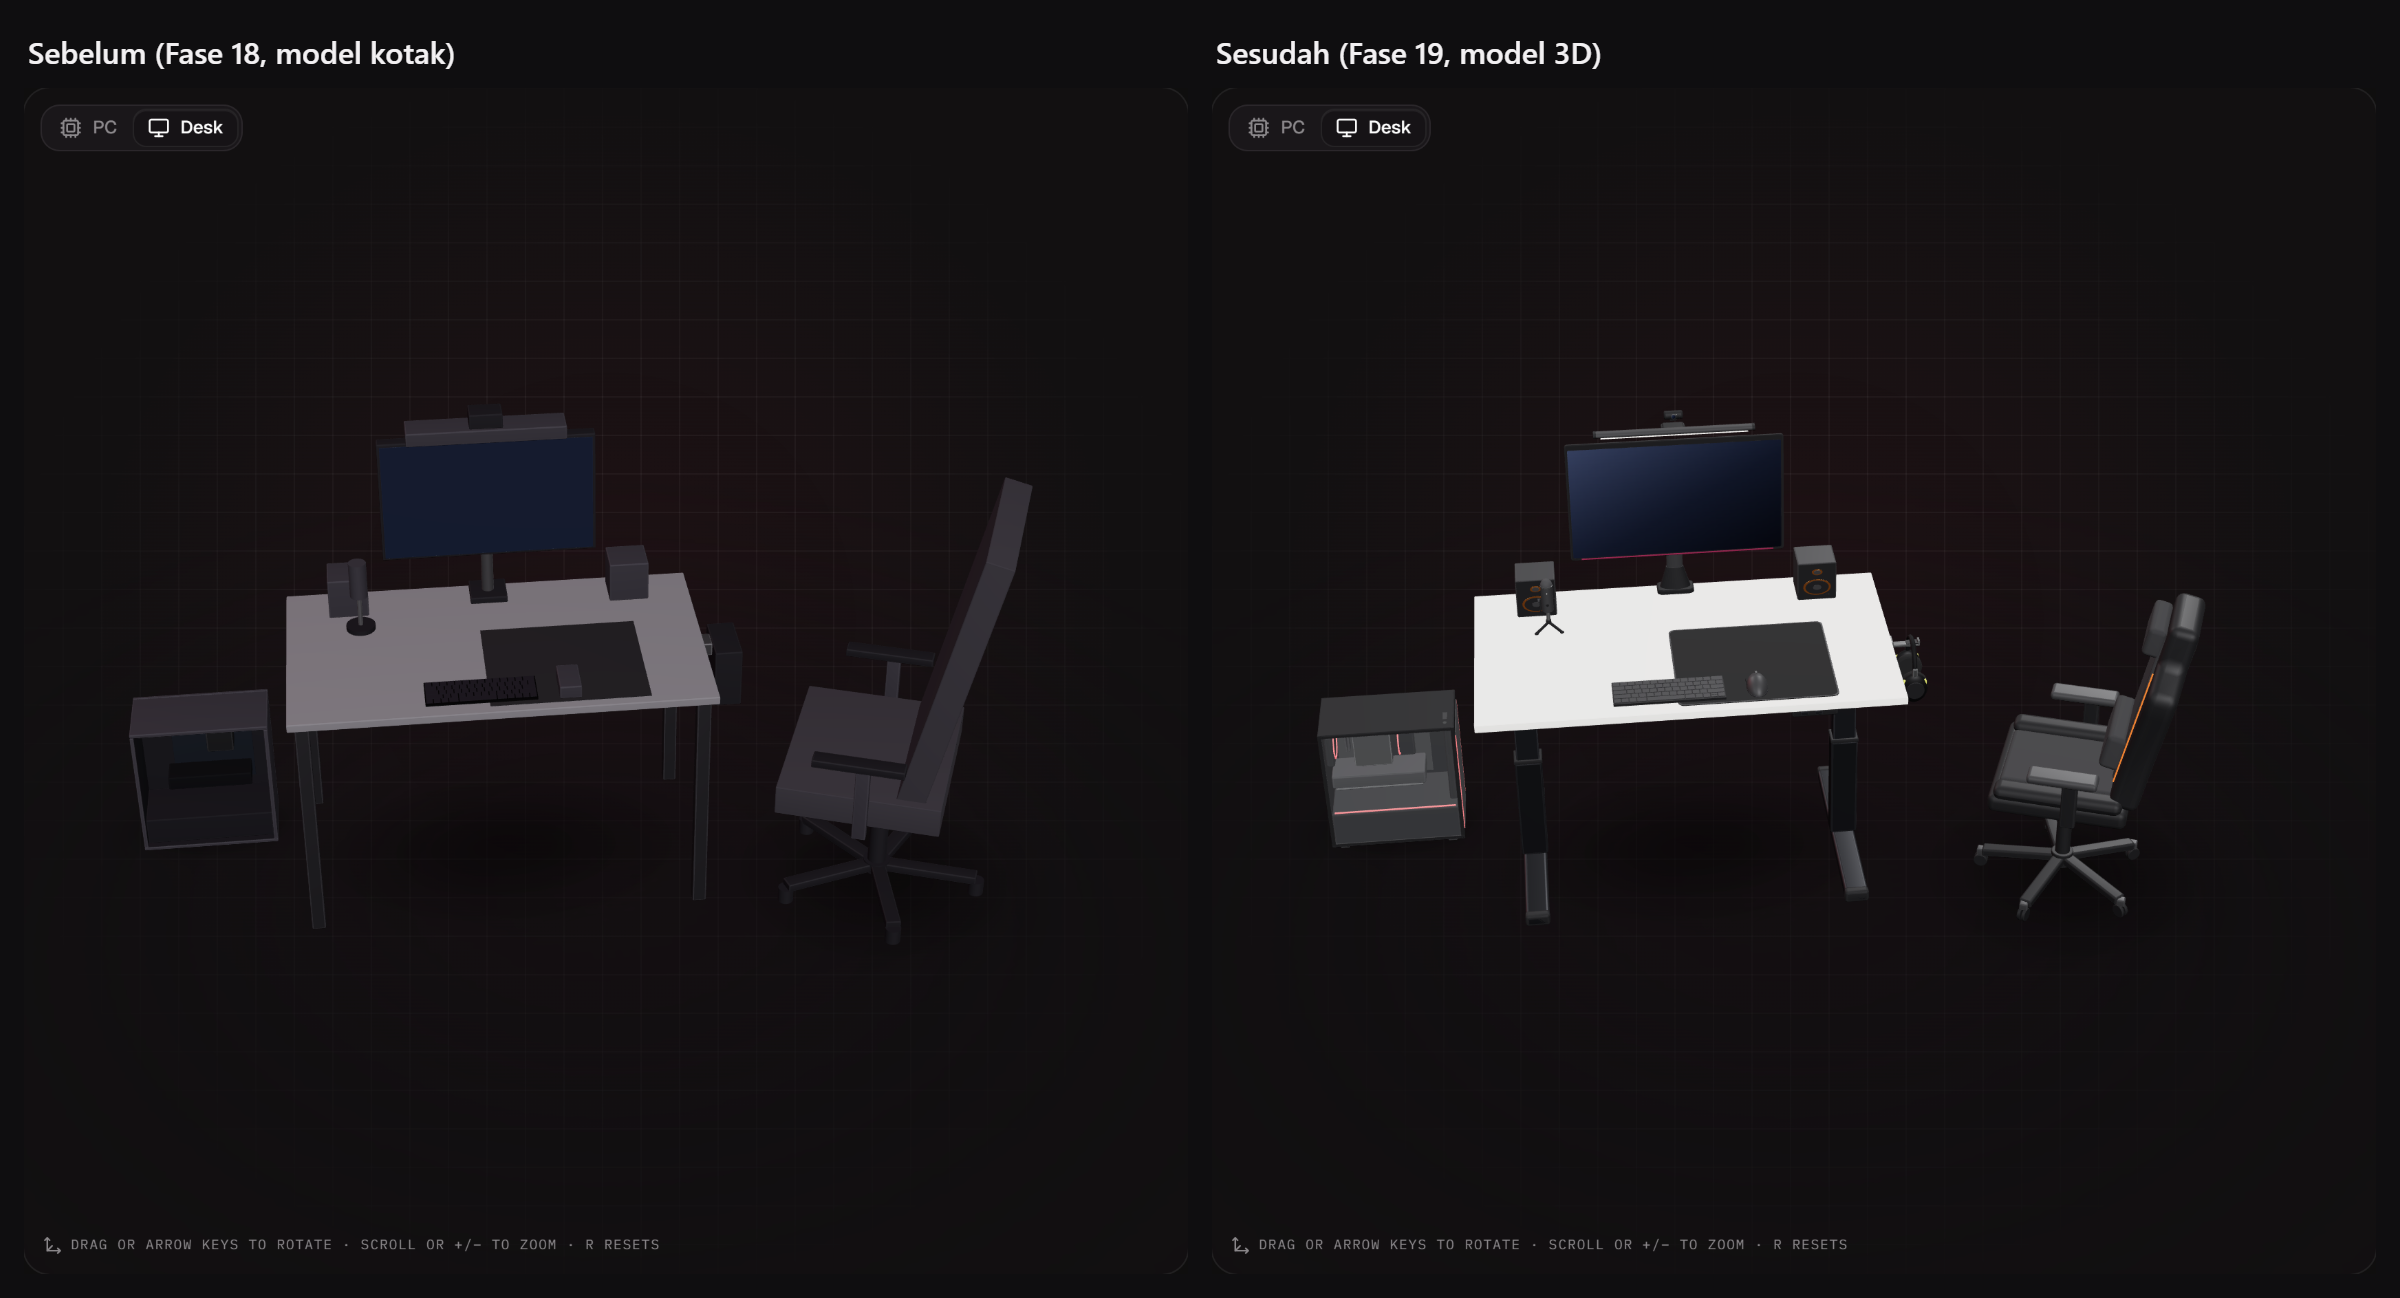 Sebelum (Fase 18, model kotak)
PC
Desk
DRAG OR ARROW KEYS TO ROTATE · SCROLL OR +/− TO ZOOM · R RESETS
Sesudah (Fase 19, model 3D)
PC
Desk
DRAG OR ARROW KEYS TO ROTATE · SCROLL OR +/− TO ZOOM · R RESETS